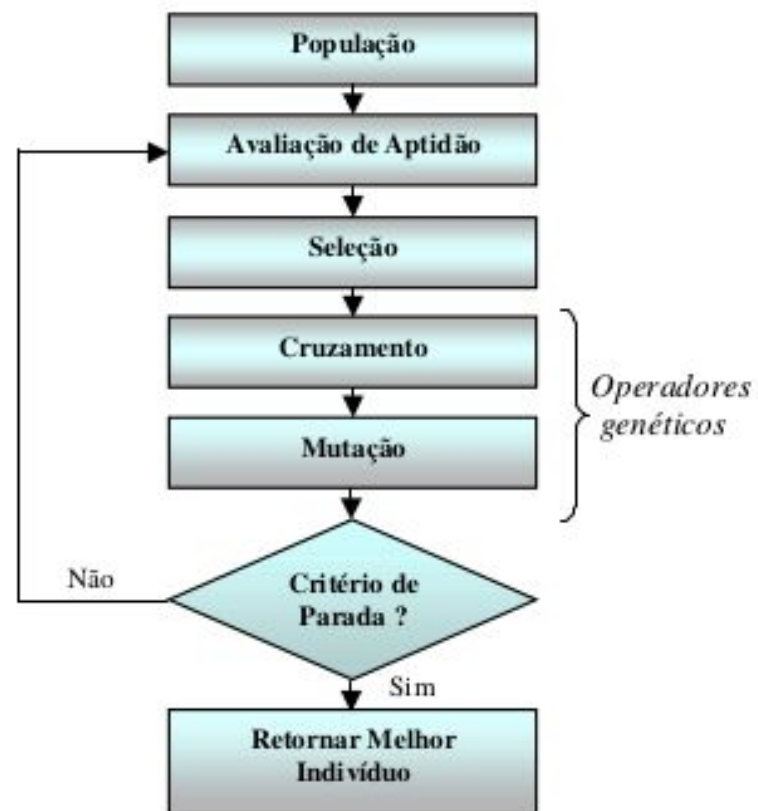 População
Avaliação de Aptidão
Seleção
Cruzamento
Operadores
genéticos
Mutação
Não
Critério de
Parada ?
Sim
Retornar Melhor
Indivíduo